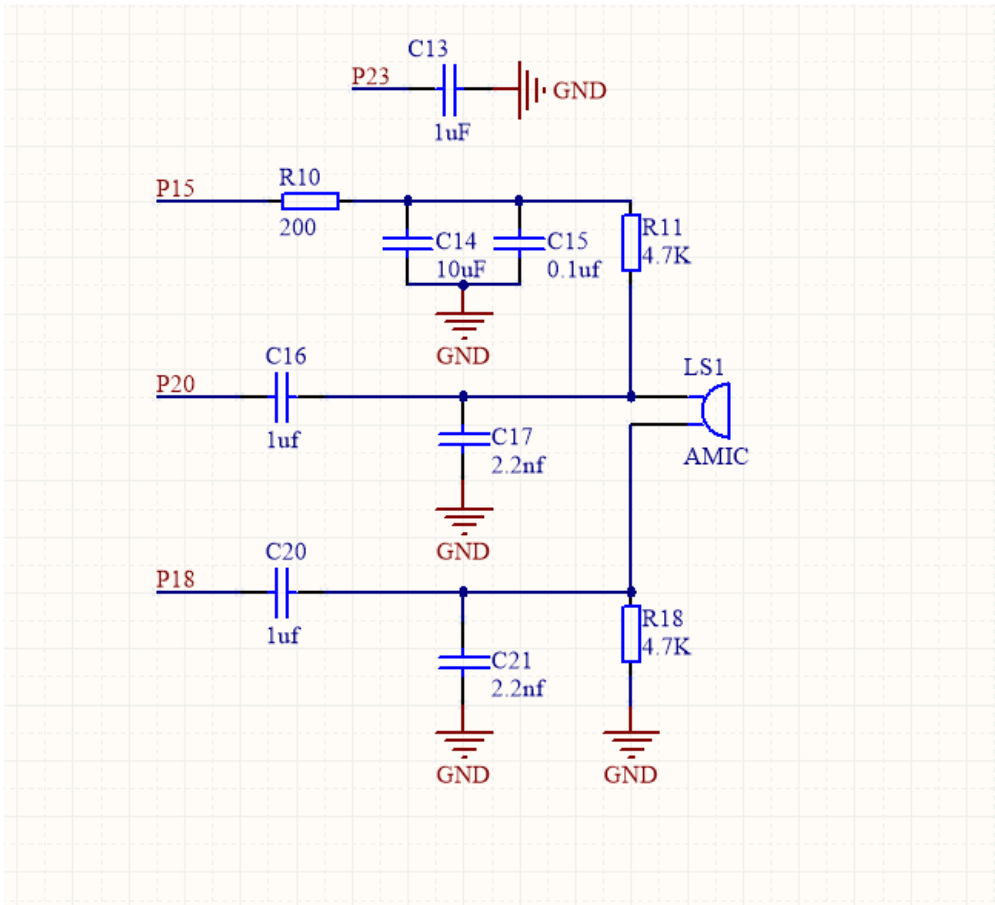 C13
P23
GND
1uF
P15
R10
200
C14
10uF
C15
0.1uf
R11
4.7K
GND
P20
C16
1uf
C17
2.2nf
LS1
AMIC
GND
P18
C20
1uf
C21
2.2nf
R18
4.7K
GND
GND